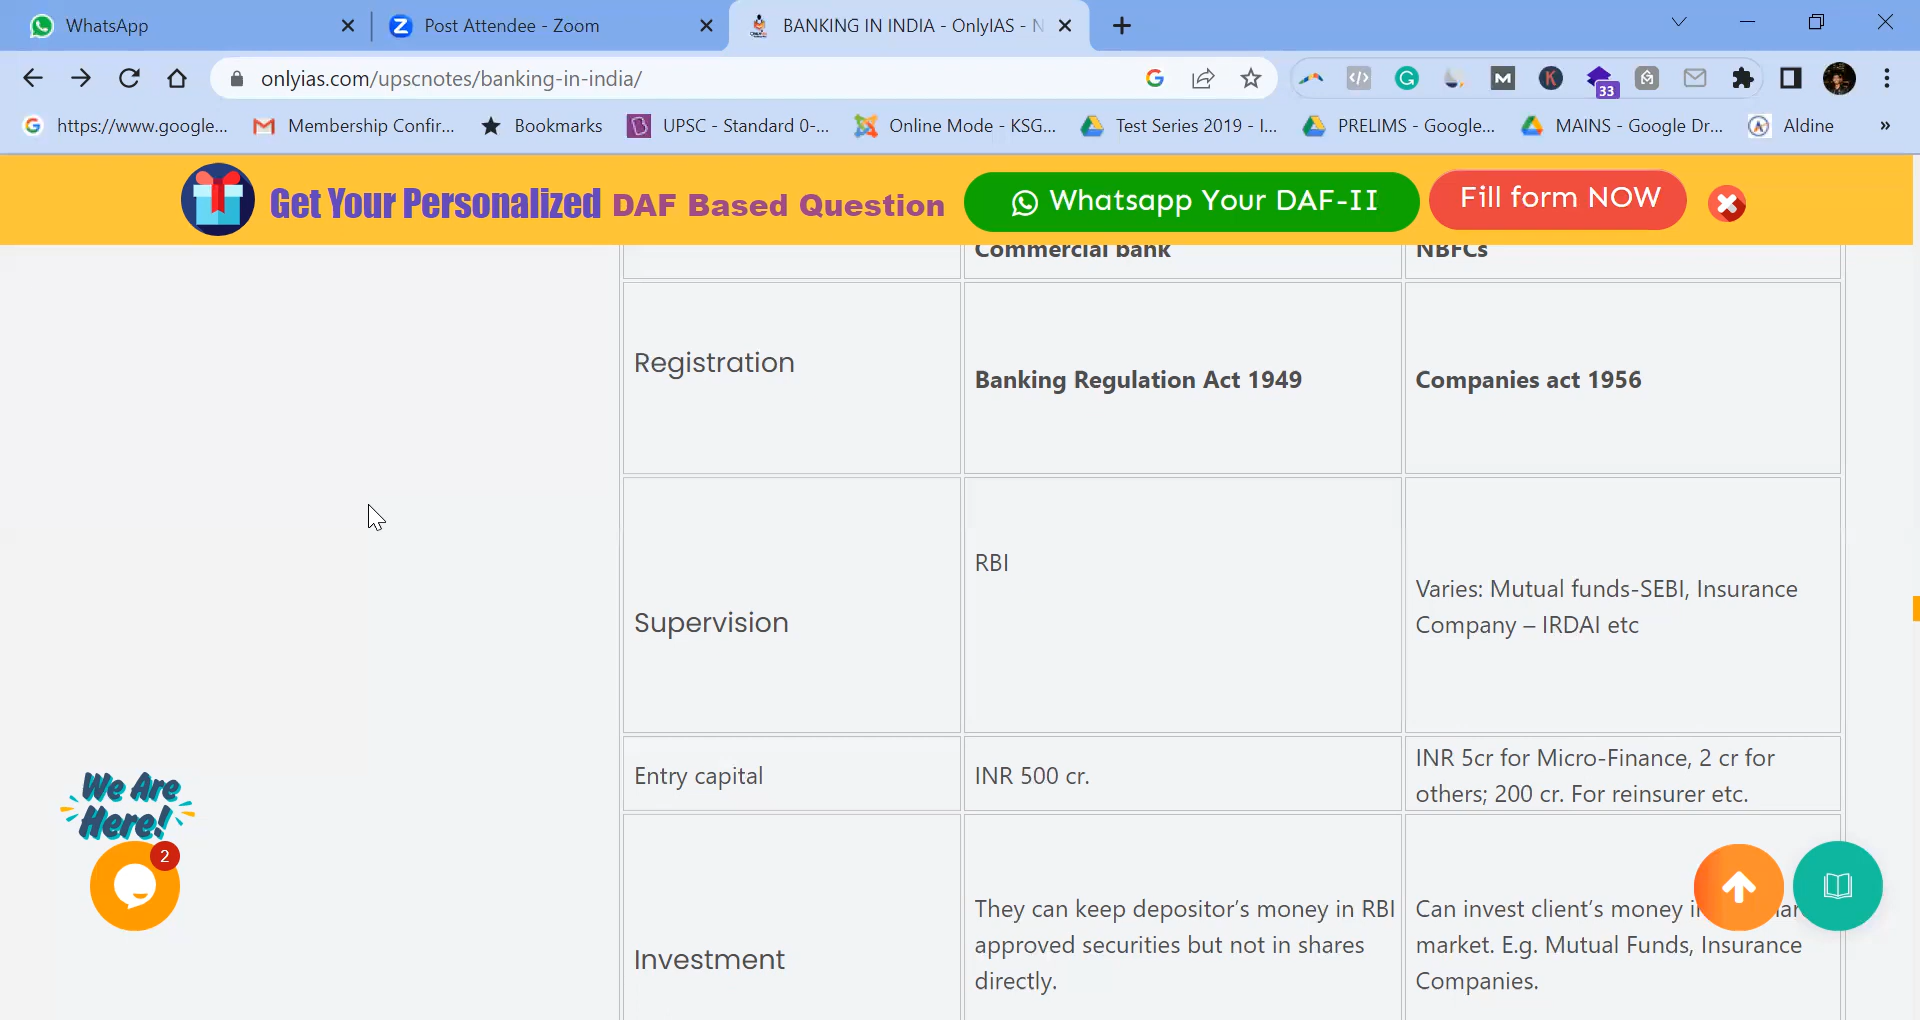 WhatsApp
Post Attendee - Zoom
BANKING IN INDIA - OnlyIAS - N
onlyias.com/upscnotes/banking-in-india/
33
https://www.google...
Membership Confir...
Bookmarks
UPSC - Standard 0-...
Online Mode - KSG...
Test Series 2019 - I...
PRELIMS - Google...
MAINS - Google Dr...
Aldine
»
Get Your Personalized DAF Based Question
Whatsapp Your DAF-II
Fill form NOW
Commercial bank
NBFCs
Registration
Banking Regulation Act 1949
Companies act 1956
Supervision
RBI
Varies: Mutual funds-SEBI, Insurance
Company – IRDAI etc
Entry capital
INR 500 cr.
INR 5cr for Micro-Finance, 2 cr for
others; 200 cr. For reinsurer etc.
Investment
They can keep depositor’s money in RBI
approved securities but not in shares
directly.
Can invest client’s money
market. E.g. Mutual Funds, Insurance
Companies.
We Are
Here!
2